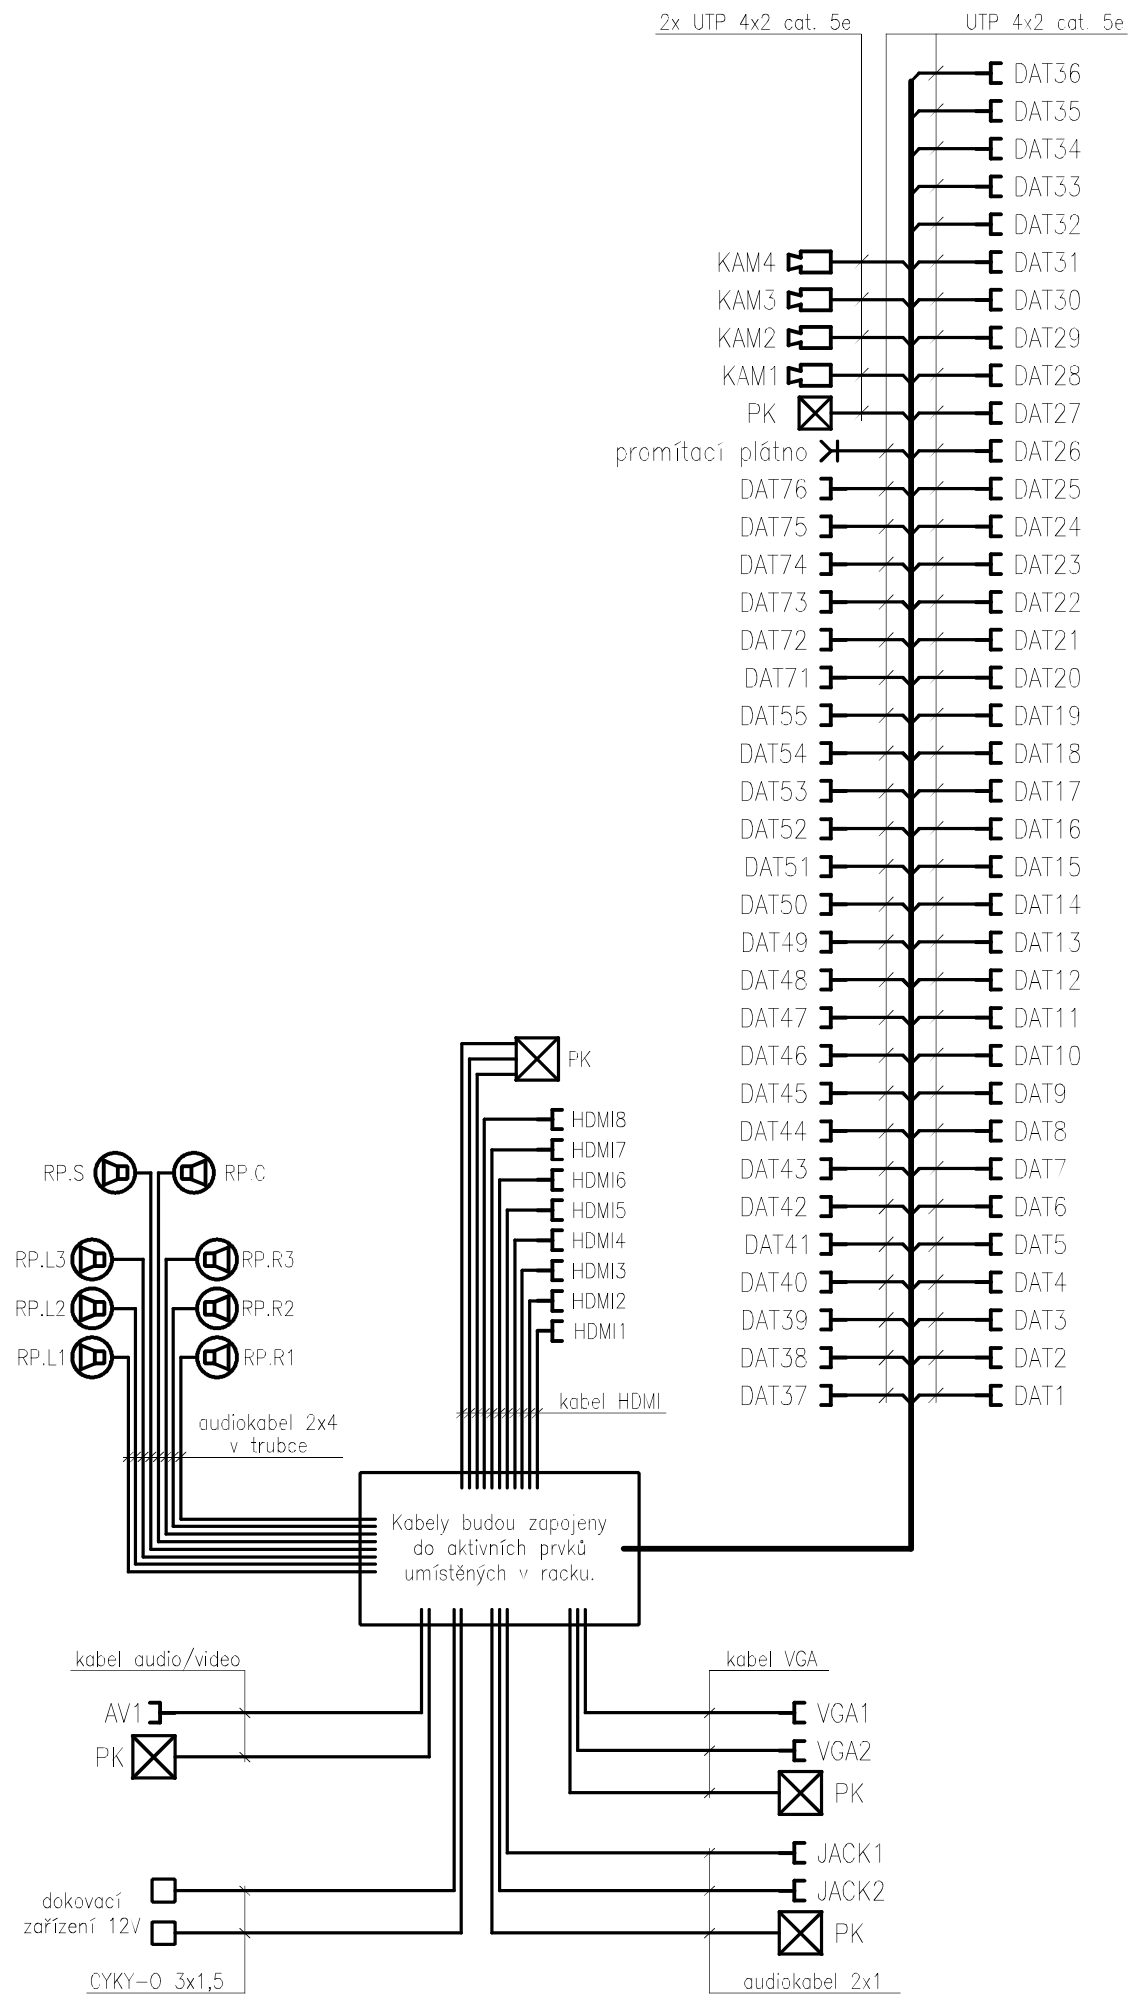 2x UTP 4x2 cat. 5e
UTP 4x2 cat. 5e
DAT36
DAT35
DAT34
DAT33
DAT32
KAM4
DAT31
KAM3
DAT30
KAM2
DAT29
KAM1
DAT28
PK
DAT27
promítací plátno
DAT26
DAT76
DAT25
DAT75
DAT24
DAT74
DAT23
DAT73
DAT22
DAT72
DAT21
DAT71
DAT20
DAT55
DAT19
DAT54
DAT18
DAT53
DAT17
DAT52
DAT16
DAT51
DAT15
DAT50
DAT14
DAT49
DAT13
DAT48
DAT12
DAT47
DAT11
DAT46
DAT10
DAT45
DAT9
DAT44
DAT8
DAT43
DAT7
DAT42
DAT6
DAT41
DAT5
DAT40
DAT4
DAT39
DAT3
DAT38
DAT2
DAT37
DAT1
PK
HDMI8
HDMI7
HDMI6
HDMI5
HDMI4
HDMI3
HDMI2
HDMI1
kabel HDMI
RP.S
RP.C
RP.L3
RP.R3
RP.L2
RP.R2
RP.L1
RP.R1
audiokabel 2x4
v trubce
Kabely budou zapojeny
do aktivních prvků
umístěných v racku.
kabel audio/video
AV1
PK
kabel VGA
VGA1
VGA2
PK
JACK1
JACK2
PK
audiokabel 2x1
dokovací
zařízení 12V
CYKY-O 3x1,5